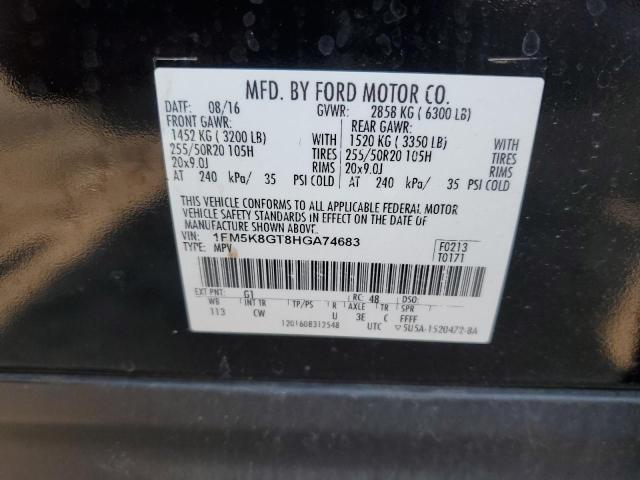 MFD. BY FORD MOTOR CO.
DATE: 08/16 GVWR: 2858 KG ( 6300 LB)
FRONT GAWR: REAR GAWR:
1452 KG ( 3200 LB) WITH 1520 KG ( 3350 LB) WITH
255/50R20 105H TIRES 255/50R20 105H TIRES
20x9.0J RIMS 20x9.0J RIMS
AT 240 kPa/ 35 PSI COLD AT 240 kPa/ 35 PSI COLD
THIS VEHICLE CONFORMS TO ALL APPLICABLE FEDERAL MOTOR
VEHICLE SAFETY STANDARDS IN EFFECT ON THE DATE OF
MANUFACTURE SHOWN ABOVE.
VIN: 1FM5K8GT8HGA74683 F0213
TYPE: MPV T0171
EXT PNT: G1 RC: 48 DSO:
WB INT TR TP/PS R AXLE TR SPR
113 CW U 3E C FFFF
1201608312548 UTC ▽5U5A-1520472-8A